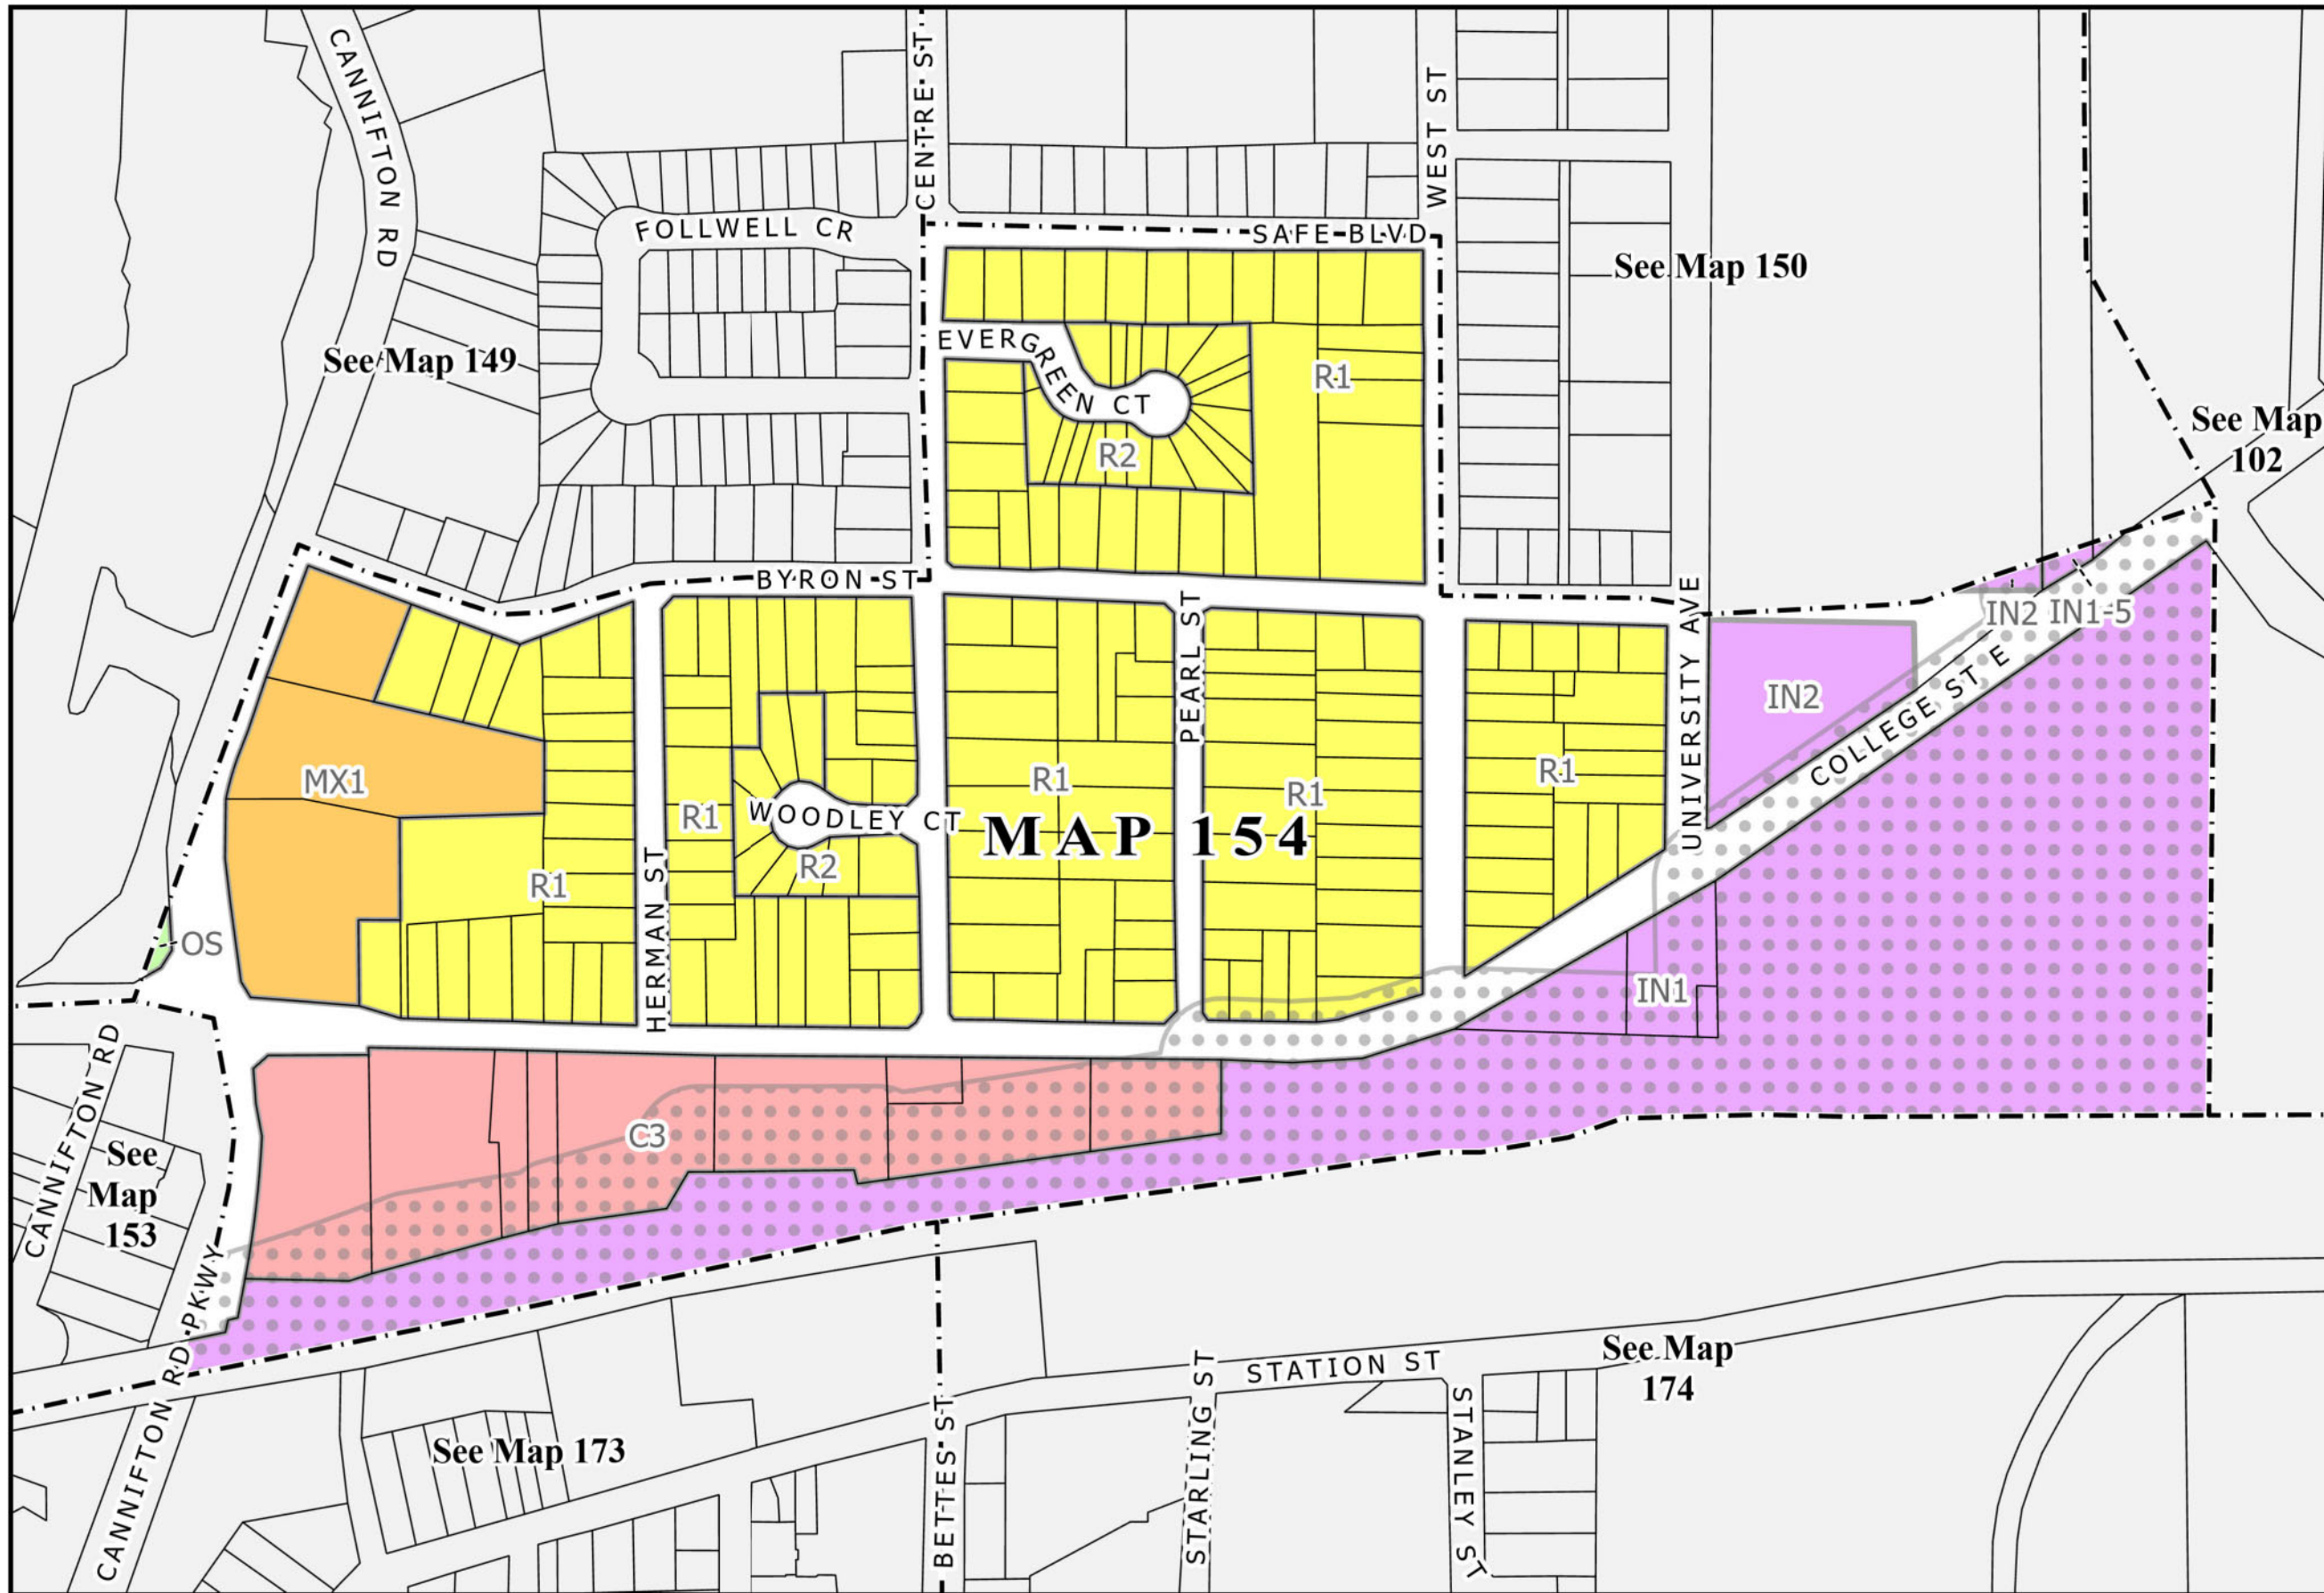 CANNIFTON RD
CENTRE ST
WEST ST
FOLLWELL CR
SAFE BLVD
See Map 150
EVERGREEN CT
See Map 149
R1
See Map
102
R2
BYRON ST
PEARL ST
UNIVERSITY AVE
IN2
IN1-5
COLLEGE ST E
IN2
MX1
R1
R1
R1
R1
WOODLEY CT
MAP 154
R2
R1
HERMAN ST
OS
IN1
CANNIFTON RD
C3
See
Map
153
CANNIFTON RD PKWY
STATION ST
See Map
174
STARLING ST
STANLEY ST
See Map 173
BETTES ST